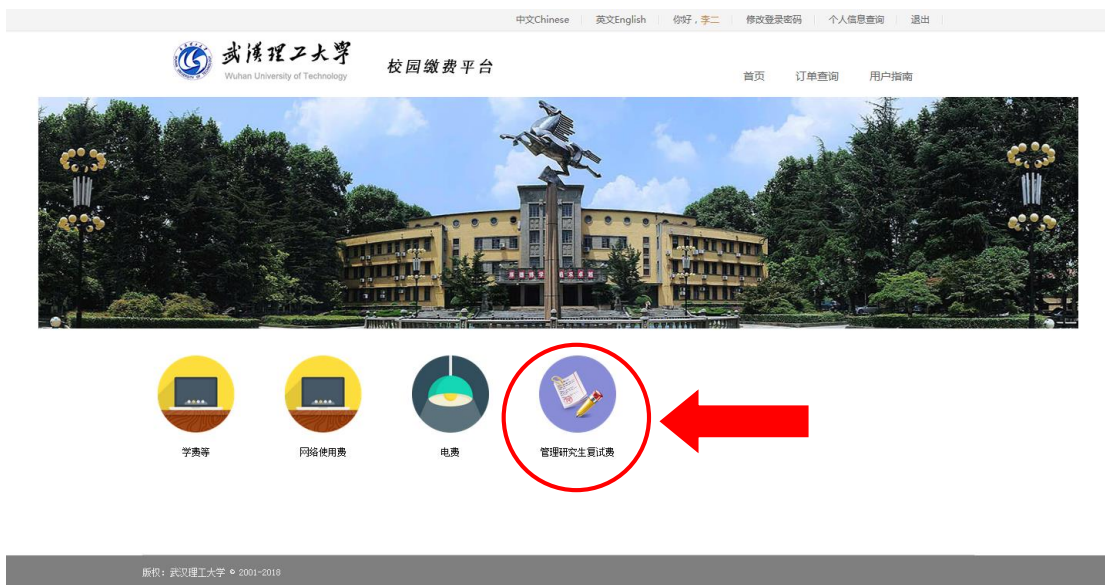 中文Chinese 英文English 你好，李二 修改登录密码 个人信息查询 退出
武汉理工大学
Wuhan University of Technology
校园缴费平台
首页 订单查询 用户指南
学费等 网络使用费 电费 管理研究生复试费
版权：武汉理工大学 © 2001-2018